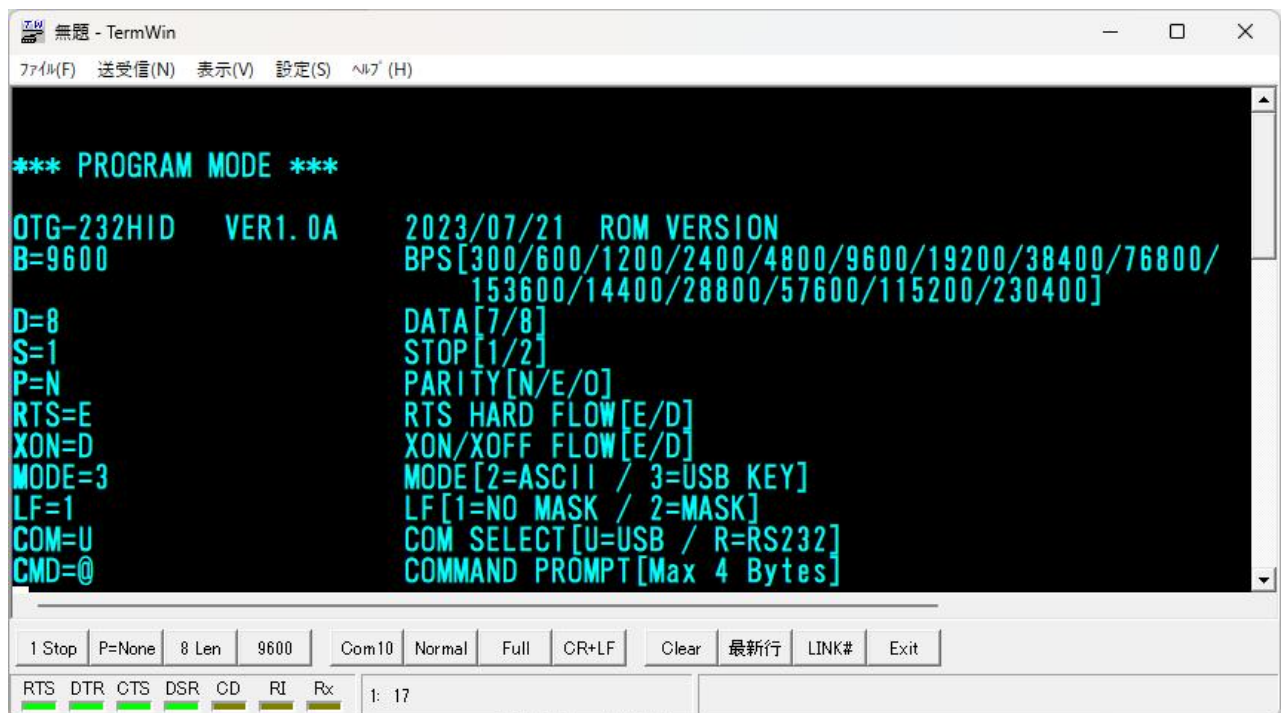 無題 - TermWin
ﾌｧｲﾙ(F) 送受信(N) 表示(V) 設定(S) ﾍﾙﾌﾟ(H)
*** PROGRAM MODE ***
OTG-232HID VER1.0A 2023/07/21 ROM VERSION
B=9600 BPS[300/600/1200/2400/4800/9600/19200/38400/76800/
153600/14400/28800/57600/115200/230400]
D=8 DATA[7/8]
S=1 STOP[1/2]
P=N PARITY[N/E/O]
RTS=E RTS HARD FLOW[E/D]
XON=D XON/XOFF FLOW[E/D]
MODE=3 MODE[2=ASCII / 3=USB KEY]
LF=1 LF[1=NO MASK / 2=MASK]
COM=U COM SELECT[U=USB / R=RS232]
CMD=@ COMMAND PROMPT[Max 4 Bytes]
1 Stop P=None 8 Len 9600 Com10 Normal Full CR+LF Clear 最新行 LINK# Exit
RTS DTR CTS DSR CD RI Rx 1: 17